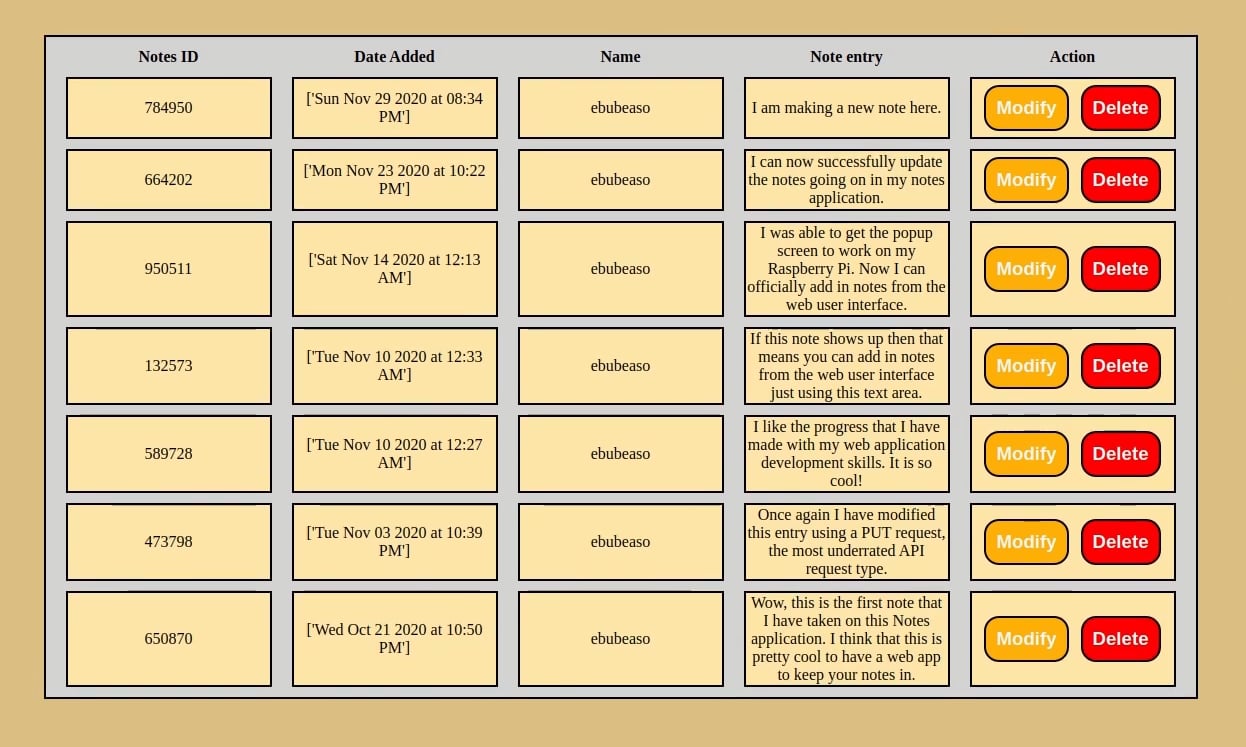 Notes ID Date Added Name Note entry Action
784950
['Sun Nov 29 2020 at 08:34
PM']
ebubeaso
I am making a new note here.
Modify Delete
664202
['Mon Nov 23 2020 at 10:22
PM']
ebubeaso
I can now successfully update
the notes going on in my notes
application.
Modify Delete
950511
['Sat Nov 14 2020 at 12:13
AM']
ebubeaso
I was able to get the popup
screen to work on my
Raspberry Pi. Now I can
officially add in notes from the
web user interface.
Modify Delete
132573
['Tue Nov 10 2020 at 12:33
AM']
ebubeaso
If this note shows up then that
means you can add in notes
from the web user interface
just using this text area.
Modify Delete
589728
['Tue Nov 10 2020 at 12:27
AM']
ebubeaso
I like the progress that I have
made with my web application
development skills. It is so
cool!
Modify Delete
473798
['Tue Nov 03 2020 at 10:39
PM']
ebubeaso
Once again I have modified
this entry using a PUT request,
the most underrated API
request type.
Modify Delete
650870
['Wed Oct 21 2020 at 10:50
PM']
ebubeaso
Wow, this is the first note that
I have taken on this Notes
application. I think that this is
pretty cool to have a web app
to keep your notes in.
Modify Delete